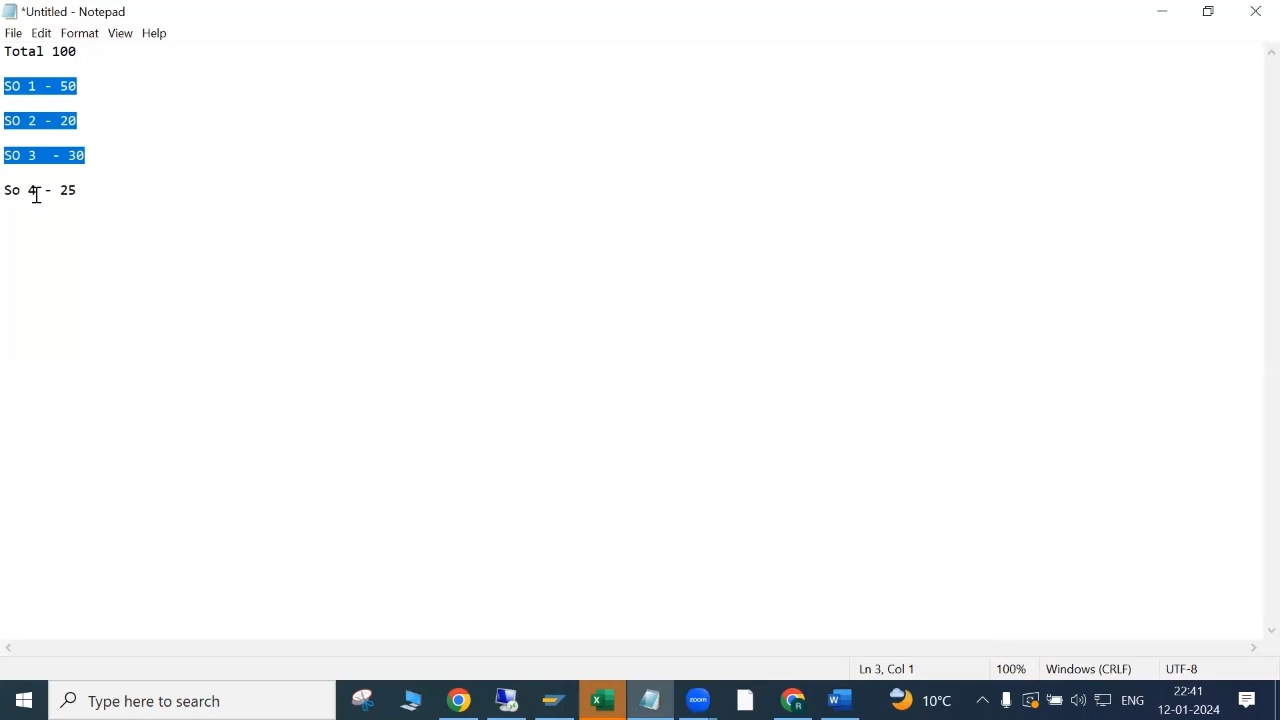 *Untitled - Notepad
File Edit Format View Help
Total 100
SO 1 - 50
SO 2 - 20
SO 3  - 30
So 4 - 25
Ln 3, Col 1
100%
Windows (CRLF)
UTF-8
Type here to search
zoom
10°C
ENG
22:41
12-01-2024